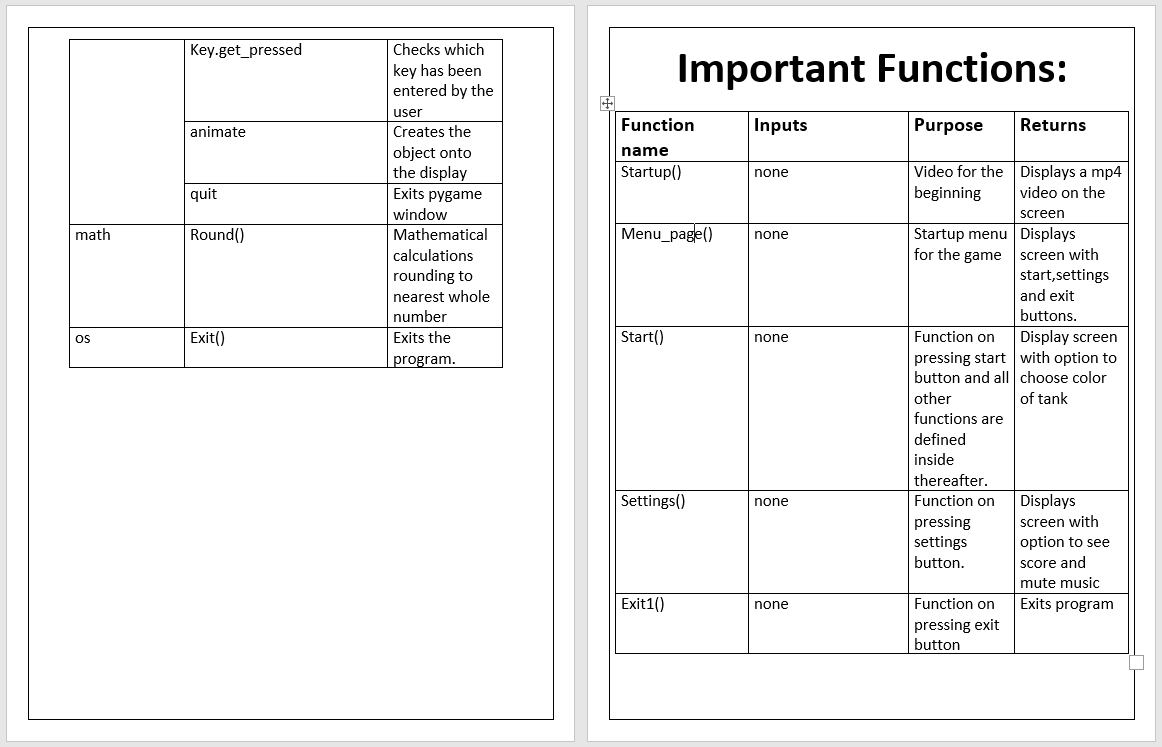 Key.get_pressed
Checks which
key has been
entered by the
user
animate
Creates the
object onto
the display
quit
Exits pygame
window
math
Round()
Mathematical
calculations
rounding to
nearest whole
number
os
Exit()
Exits the
program.
Important Functions:
Function
name
Inputs
Purpose
Returns
Startup()
none
Video for the
beginning
Displays a mp4
video on the
screen
Menu_page()
none
Startup menu
for the game
Displays
screen with
start,settings
and exit
buttons.
Start()
none
Function on
pressing start
button and all
other
functions are
defined
inside
thereafter.
Display screen
with option to
choose color
of tank
Settings()
none
Function on
pressing
settings
button.
Displays
screen with
option to see
score and
mute music
Exit1()
none
Function on
pressing exit
button
Exits program